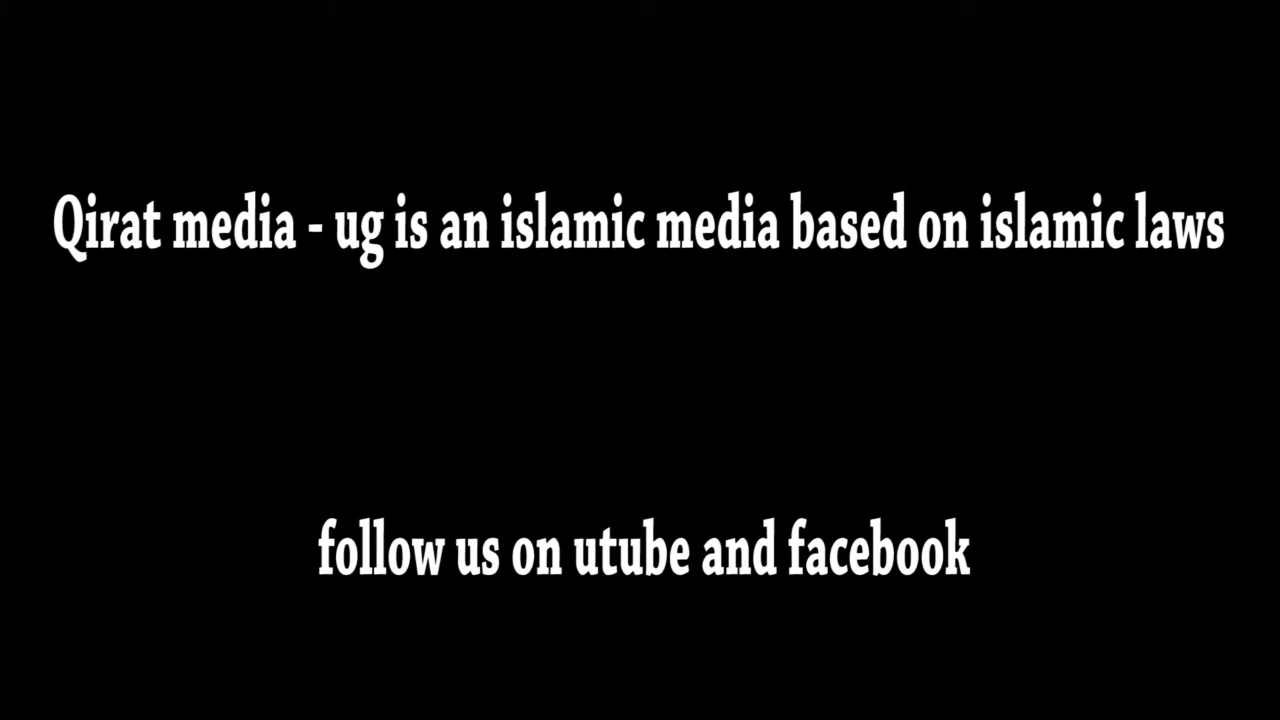 Qirat media - ug is an islamic media based on islamic laws
follow us on utube and facebook